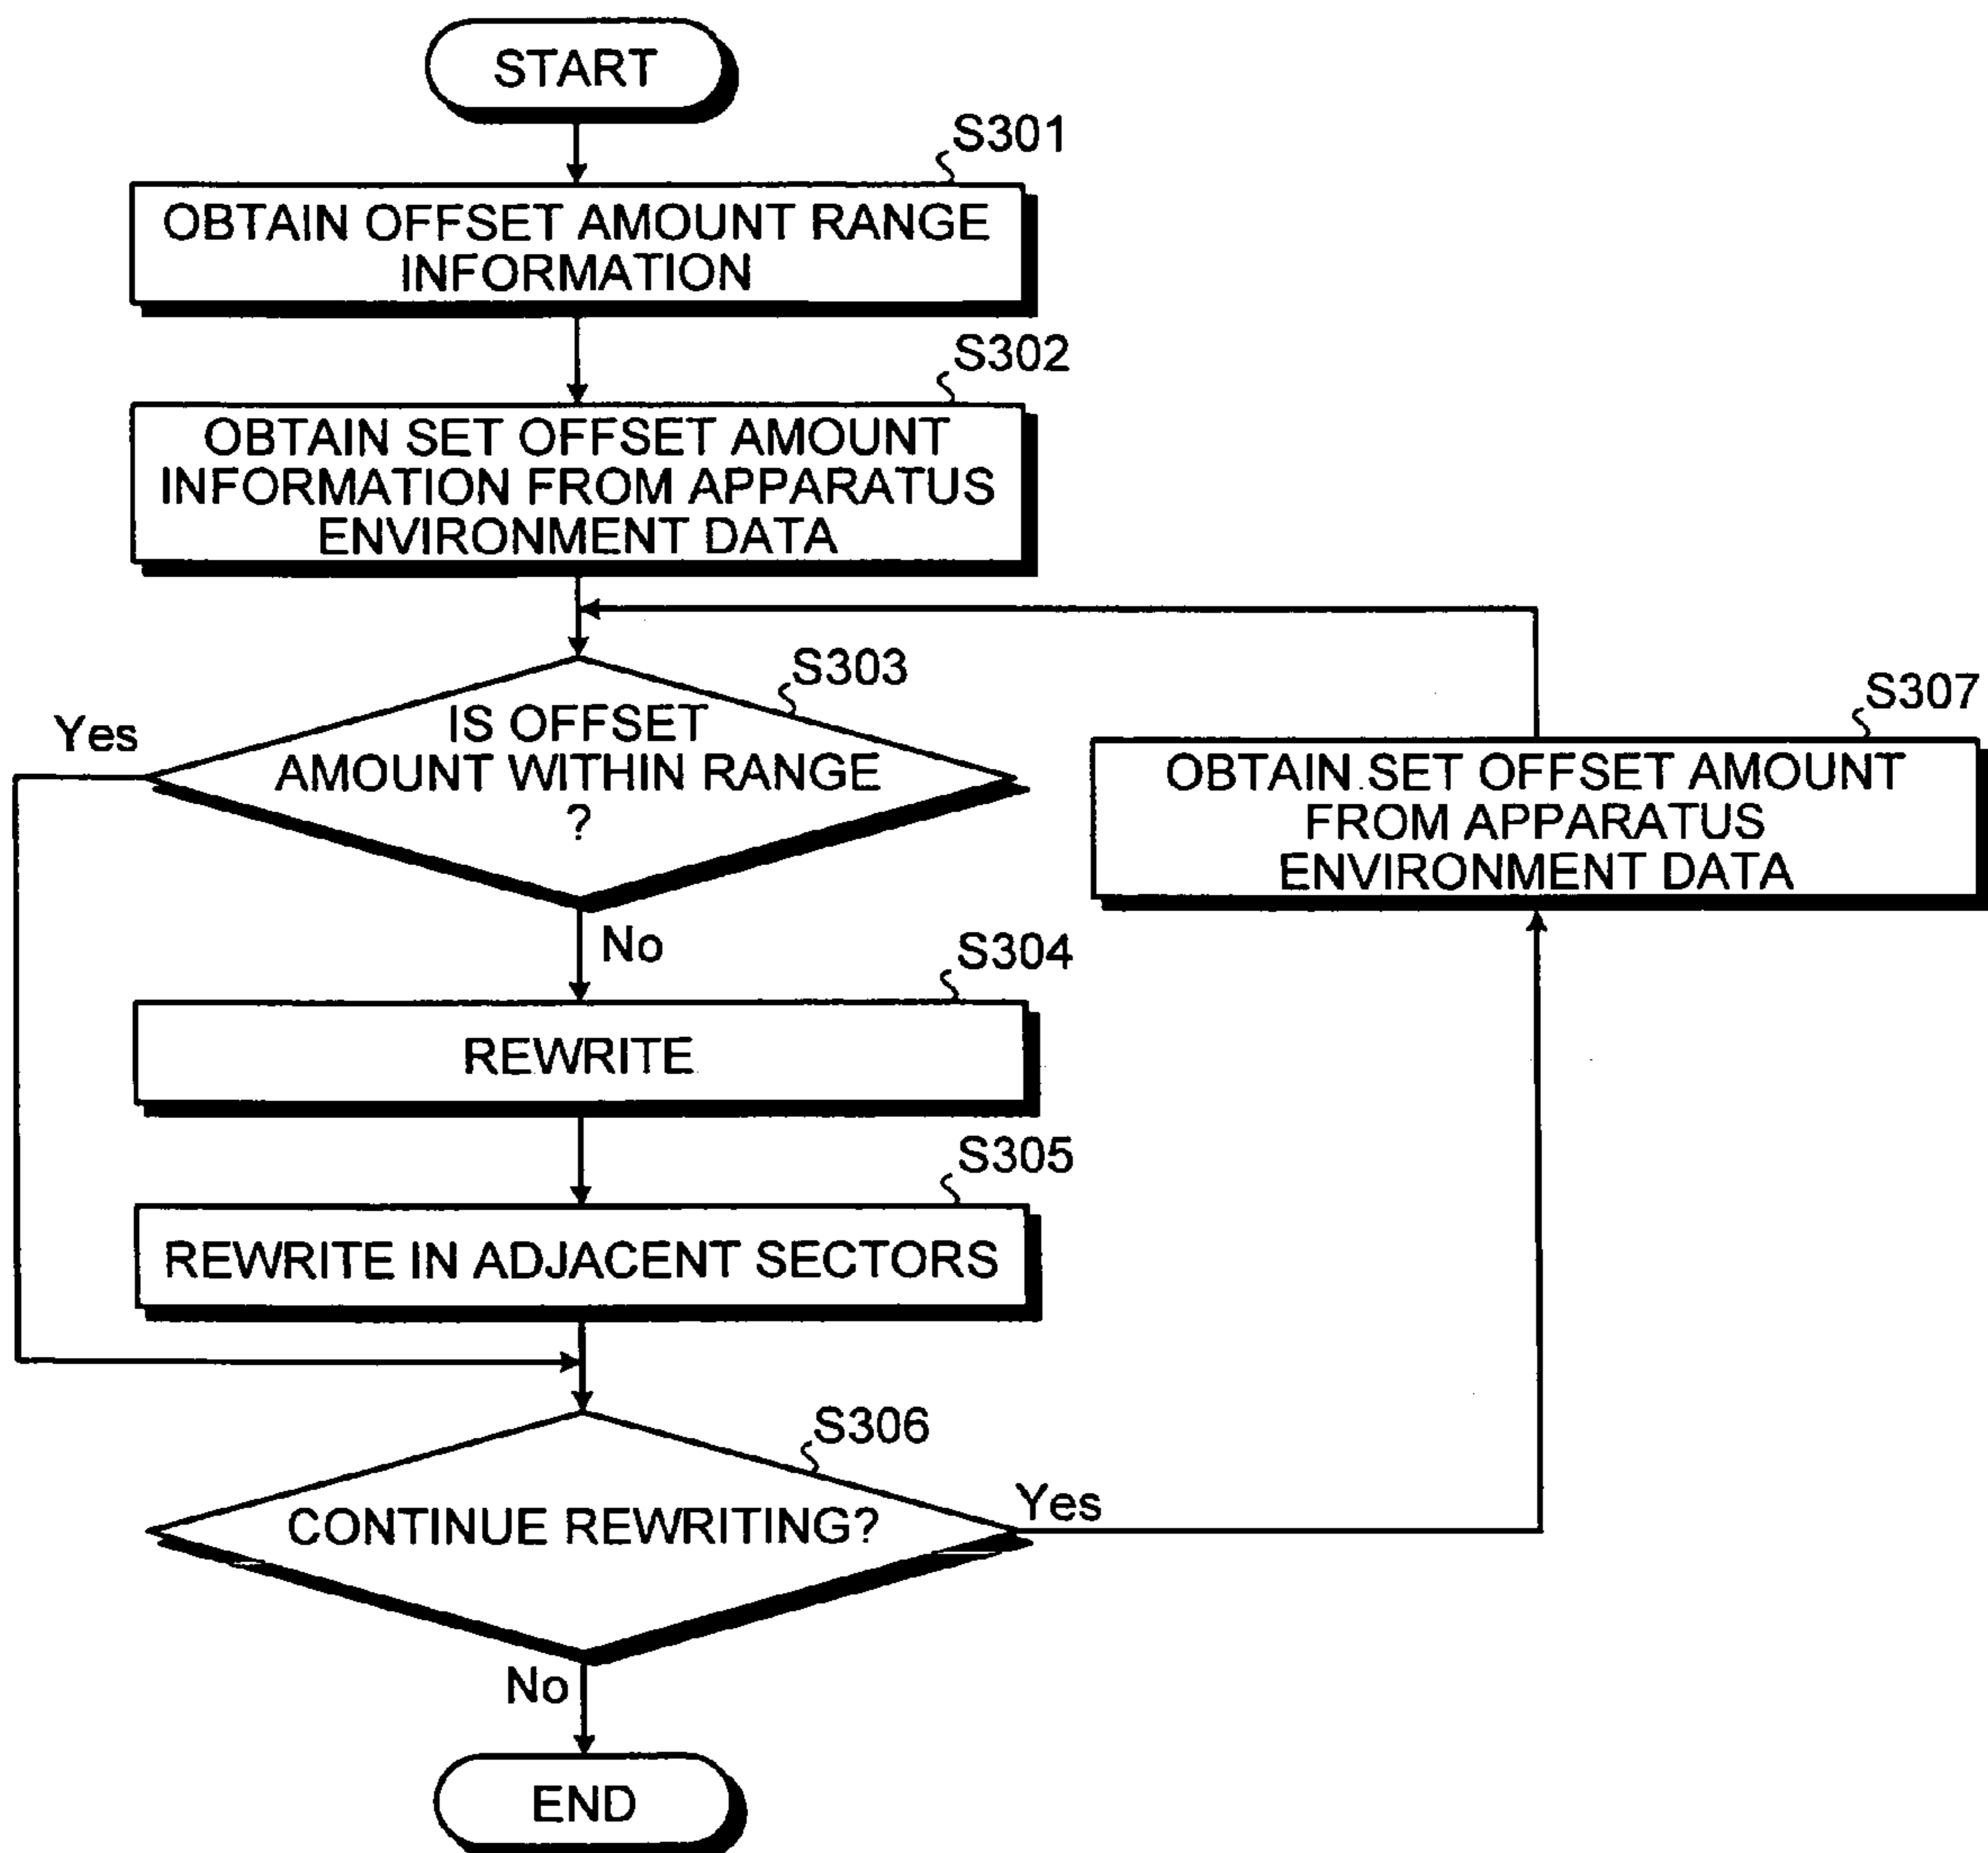 START
S301
OBTAIN OFFSET AMOUNT RANGE
INFORMATION
S302
OBTAIN SET OFFSET AMOUNT
INFORMATION FROM APPARATUS
ENVIRONMENT DATA
S303
Yes
IS OFFSET
AMOUNT WITHIN RANGE
?
No
S307
OBTAIN SET OFFSET AMOUNT
FROM APPARATUS
ENVIRONMENT DATA
S304
REWRITE
S305
REWRITE IN ADJACENT SECTORS
S306
CONTINUE REWRITING?
Yes
No
END